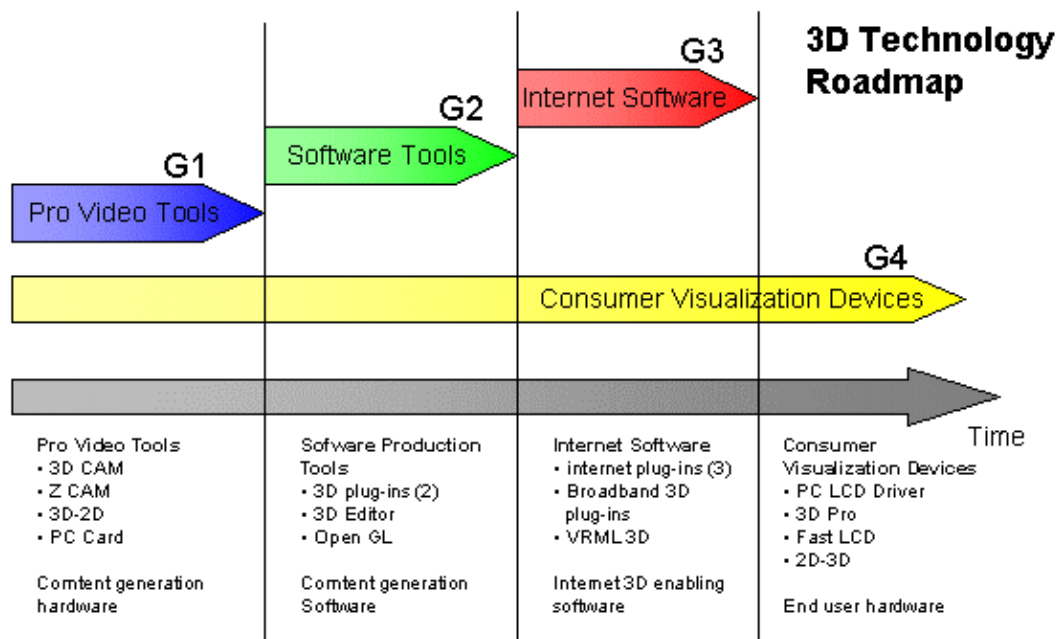 3D Technology
Roadmap
G3
Internet Software
G2
Software Tools
G1
Pro Video Tools
G4
Consumer Visualization Devices
Time
Pro Video Tools
• 3D CAM
• Z CAM
• 3D-2D
• PC Card
Comtent generation
hardware
Sofware Production
Tools
• 3D plug-ins (2)
• 3D Editor
• Open GL
Comtent generation
Software
Internet Software
• internet plug-ins (3)
• Broadband 3D
plug-ins
• VRML 3D
Internet 3D enabling
software
Consumer
Visualization Devices
• PC LCD Driver
• 3D Pro
• Fast LCD
• 2D-3D
End user hardware